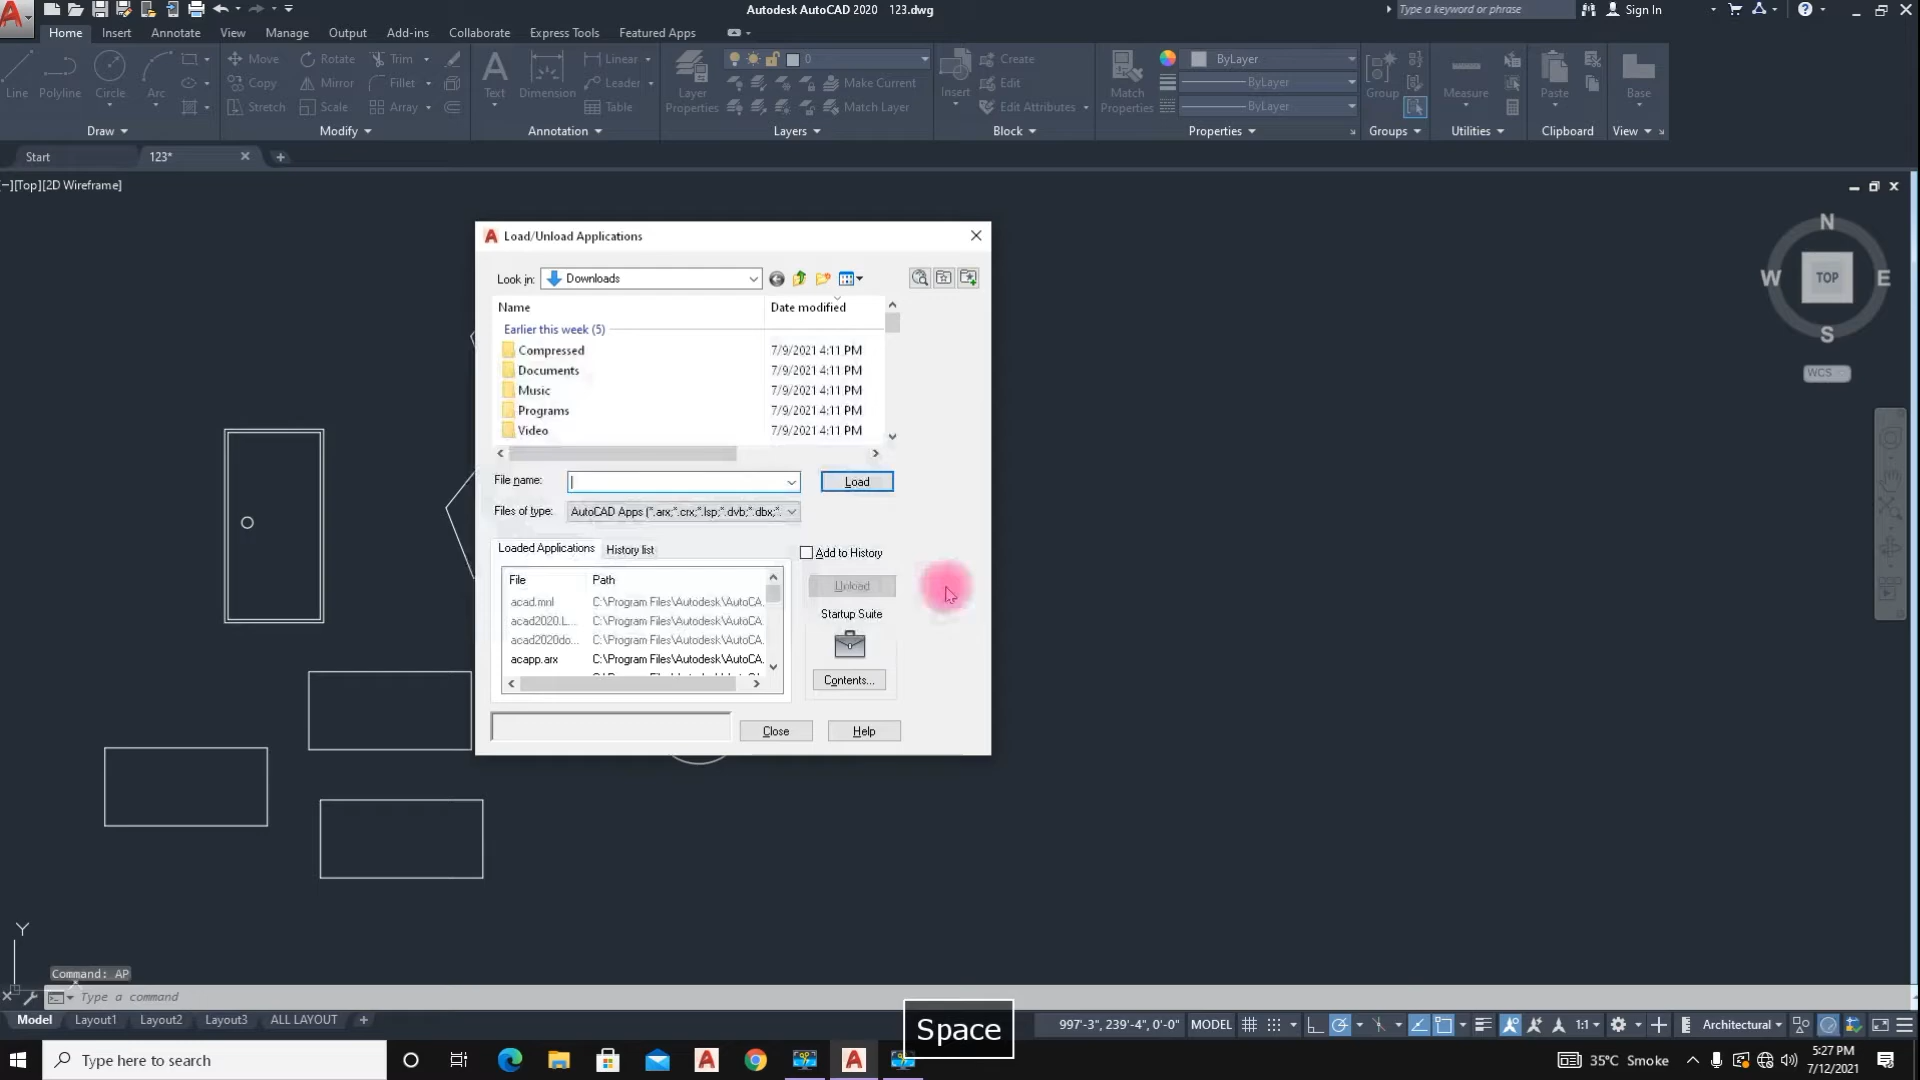 Autodesk AutoCAD 2020 123.dwg
Type a keyword or phrase
Sign In
Home Insert Annotate View Manage Output Add-ins Collaborate Express Tools Featured Apps
Line Polyline Circle Arc
Move Rotate Trim
Copy Mirror Fillet
Stretch Scale Array
Text Dimension
Linear
Leader
Table
Layer Properties
0
Make Current
Match Layer
Insert
Create
Edit
Edit Attributes
Match Properties
ByLayer
ByLayer
ByLayer
Group Measure Paste Base
Draw Modify Annotation Layers Block Properties Groups Utilities Clipboard View
Start 123*
[−][Top][2D Wireframe]
N
W TOP E
S
WCS
Load/Unload Applications
Look in: Downloads
Name Date modified
Earlier this week (5)
Compressed 7/9/2021 4:11 PM
Documents 7/9/2021 4:11 PM
Music 7/9/2021 4:11 PM
Programs 7/9/2021 4:11 PM
Video 7/9/2021 4:11 PM
File name: Load
Files of type: AutoCAD Apps (*.arx;*.crx;*.lsp;*.dvb;*.dbx;*.
Loaded Applications History list
Add to History
File Path
acad.mnl C:\Program Files\Autodesk\AutoCA.
acad2020.L... C:\Program Files\Autodesk\AutoCA.
acad2020do... C:\Program Files\Autodesk\AutoCA.
acapp.arx C:\Program Files\Autodesk\AutoCA.
Unload
Startup Suite
Contents...
Close Help
Y
Command: AP
Type a command
Model Layout1 Layout2 Layout3 ALL LAYOUT
Space
997'-3", 239'-4", 0'-0" MODEL 1:1 Architectural
Type here to search
35°C Smoke
5:27 PM
7/12/2021